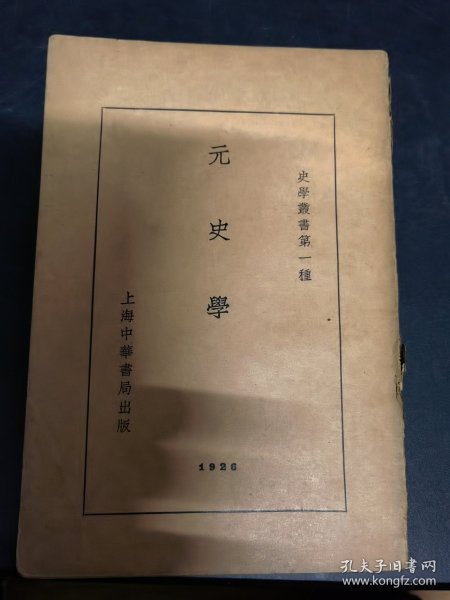 史學叢書第一種
元史學
上海中華書局出版
1926
孔夫子旧书网
www.kongfz.com